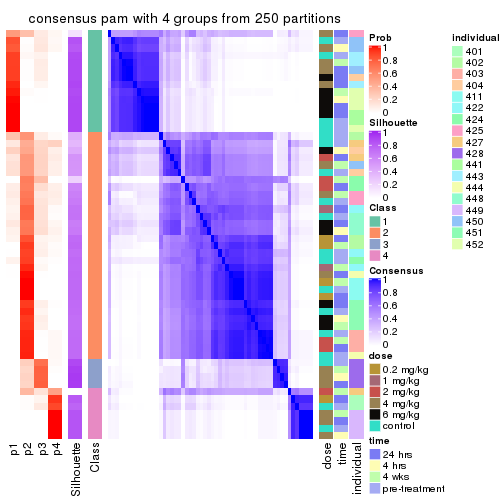 consensus pam with 4 groups from 250 partitions
Prob
1
0.8
0.6
0.4
0.2
0
Silhouette
1
0.8
0.6
0.4
0.2
0
Class
1
2
3
4
Consensus
1
0.8
0.6
0.4
0.2
0
dose
0.2 mg/kg
1 mg/kg
2 mg/kg
4 mg/kg
6 mg/kg
control
time
24 hrs
4 hrs
4 wks
pre-treatment
individual
401
402
403
404
411
422
424
425
427
428
441
443
444
448
449
450
451
452
p1
p2
p3
p4
Silhouette
Class
dose
time
individual